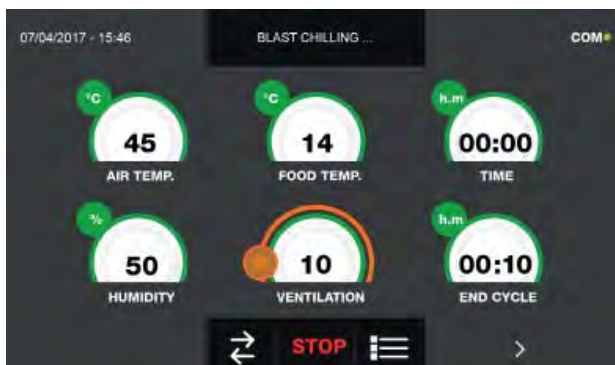 07/04/2017 - 15:46 BLAST CHILLING ... COM
°C °C h.m
45 14 00:00
AIR TEMP. FOOD TEMP. TIME
% h.m
50 10 00:10
HUMIDITY VENTILATION END CYCLE
STOP